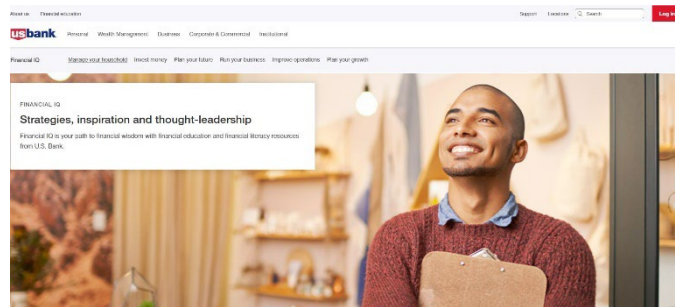 About us Financial education Support Locations Search Log in
usbank Personal Wealth Management Business Corporate & Commercial Institutional
Financial IQ Manage your household Invest money Plan your future Run your business Improve operations Plan your growth
FINANCIAL IQ
Strategies, inspiration and thought-leadership
Financial IQ is your path to financial wisdom with financial education and financial literacy resources
from U.S. Bank.